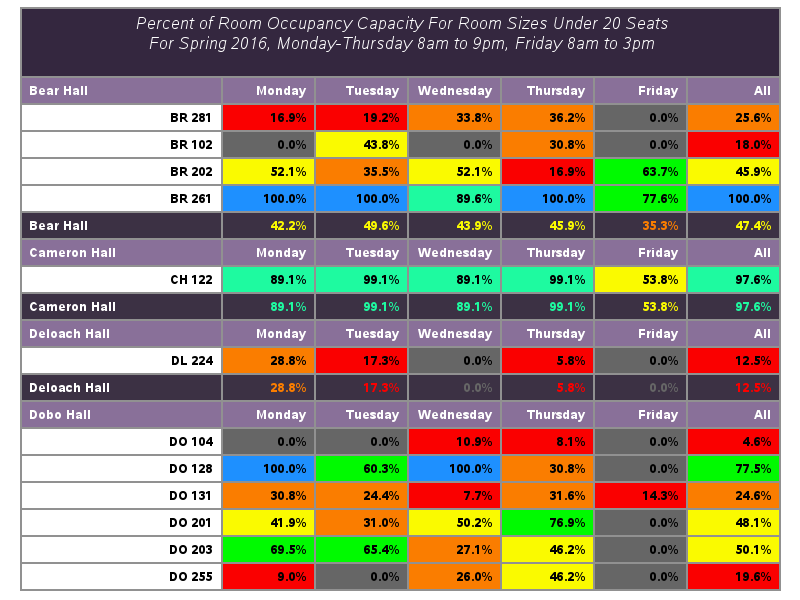 Percent of Room Occupancy Capacity For Room Sizes Under 20 Seats
For Spring 2016, Monday-Thursday 8am to 9pm, Friday 8am to 3pm
Bear Hall Monday Tuesday Wednesday Thursday Friday All
BR 281 16.9% 19.2% 33.8% 36.2% 0.0% 25.6%
BR 102 0.0% 43.8% 0.0% 30.8% 0.0% 18.0%
BR 202 52.1% 35.5% 52.1% 16.9% 63.7% 45.9%
BR 261 100.0% 100.0% 89.6% 100.0% 77.6% 100.0%
Bear Hall 42.2% 49.6% 43.9% 45.9% 35.3% 47.4%
Cameron Hall Monday Tuesday Wednesday Thursday Friday All
CH 122 89.1% 99.1% 89.1% 99.1% 53.8% 97.6%
Cameron Hall 89.1% 99.1% 89.1% 99.1% 53.8% 97.6%
Deloach Hall Monday Tuesday Wednesday Thursday Friday All
DL 224 28.8% 17.3% 0.0% 5.8% 0.0% 12.5%
Deloach Hall 28.8% 17.3% 0.0% 5.8% 0.0% 12.5%
Dobo Hall Monday Tuesday Wednesday Thursday Friday All
DO 104 0.0% 0.0% 10.9% 8.1% 0.0% 4.6%
DO 128 100.0% 60.3% 100.0% 30.8% 0.0% 77.5%
DO 131 30.8% 24.4% 7.7% 31.6% 14.3% 24.6%
DO 201 41.9% 31.0% 50.2% 76.9% 0.0% 48.1%
DO 203 69.5% 65.4% 27.1% 46.2% 0.0% 50.1%
DO 255 9.0% 0.0% 26.0% 46.2% 0.0% 19.6%